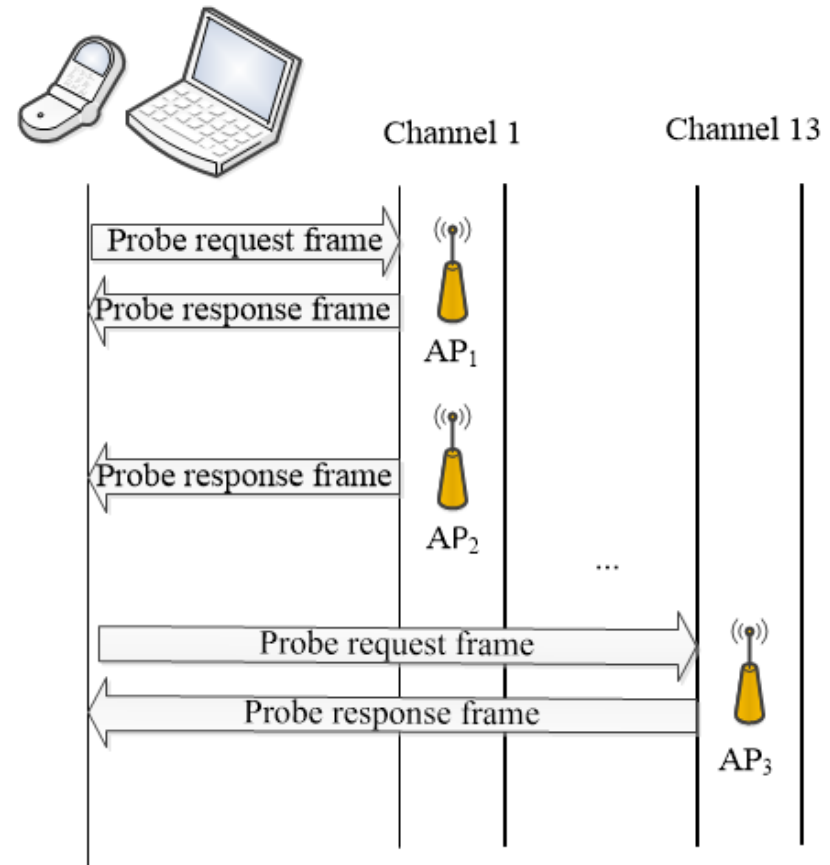 Channel 1
Channel 13
Probe request frame
Probe response frame
AP₁
Probe response frame
AP₂
...
Probe request frame
Probe response frame
AP₃